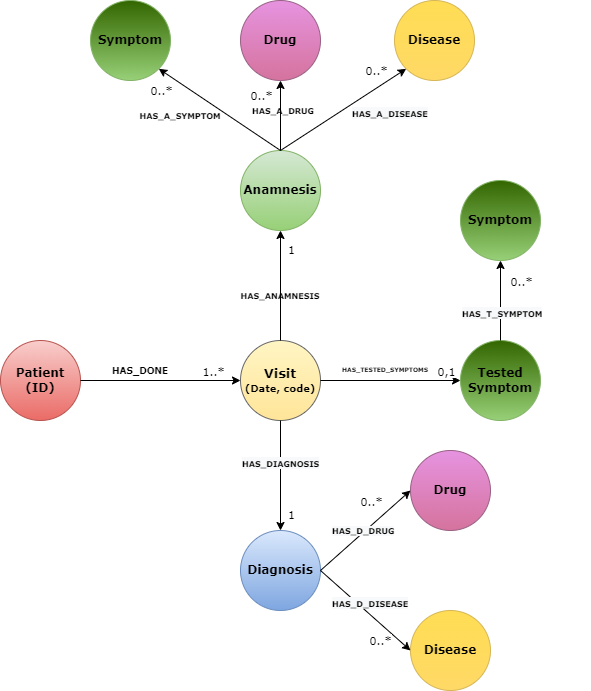 Symptom
Drug
Disease
0..*
0..*
0..*
HAS_A_SYMPTOM
HAS_A_DRUG
HAS_A_DISEASE
Anamnesis
Symptom
1
0..*
HAS_ANAMNESIS
HAS_T_SYMPTOM
Patient
(ID)
HAS_DONE
1..*
Visit
(Date, code)
HAS_TESTED_SYMPTOMS
0,1
Tested
Symptom
HAS_DIAGNOSIS
1
Drug
0..*
HAS_D_DRUG
Diagnosis
HAS_D_DISEASE
0..*
Disease